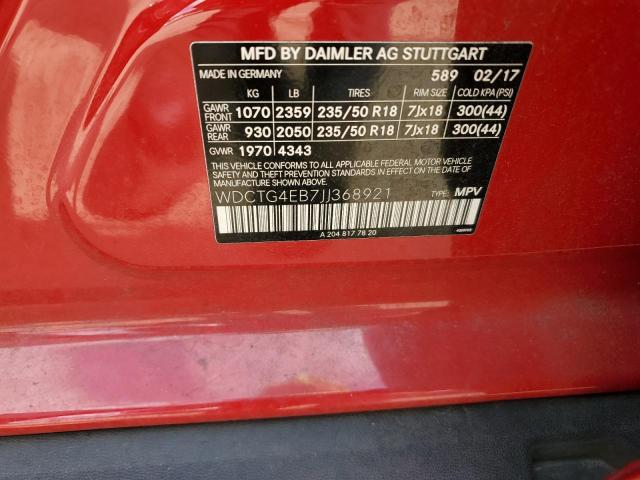 MFD BY DAIMLER AG STUTTGART
MADE IN GERMANY 589 02/17
KG LB TIRES RIM SIZE COLD KPA (PSI)
GAWR FRONT 1070 2359 235/50 R18 7Jx18 300(44)
GAWR REAR 930 2050 235/50 R18 7Jx18 300(44)
GVWR 1970 4343
THIS VEHICLE CONFORMS TO ALL APPLICABLE FEDERAL MOTOR VEHICLE
SAFETY AND THEFT PREVENTION STANDARDS IN EFFECT ON THE
DATE OF MANUFACTURE SHOWN ABOVE.
WDCTG4EB7JJ368921 TYPE: MPV
A 204 817 78 20